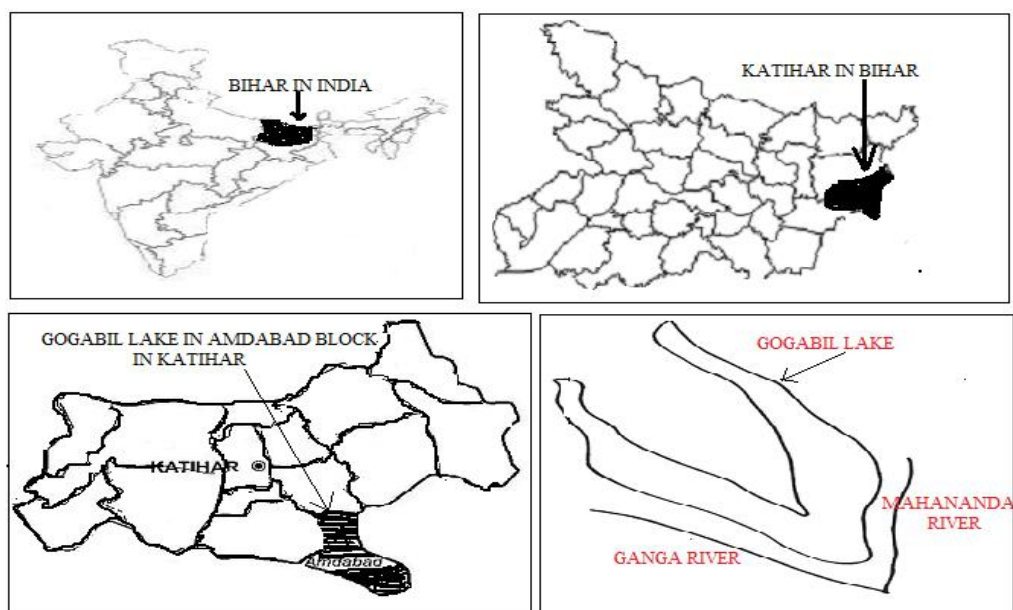 BIHAR IN INDIA
KATIHAR IN BIHAR
GOGABIL LAKE IN AMDABAD BLOCK
IN KATIHAR
KATIHAR
Amdabad
GOGABIL LAKE
MAHANANDA
RIVER
GANGA RIVER